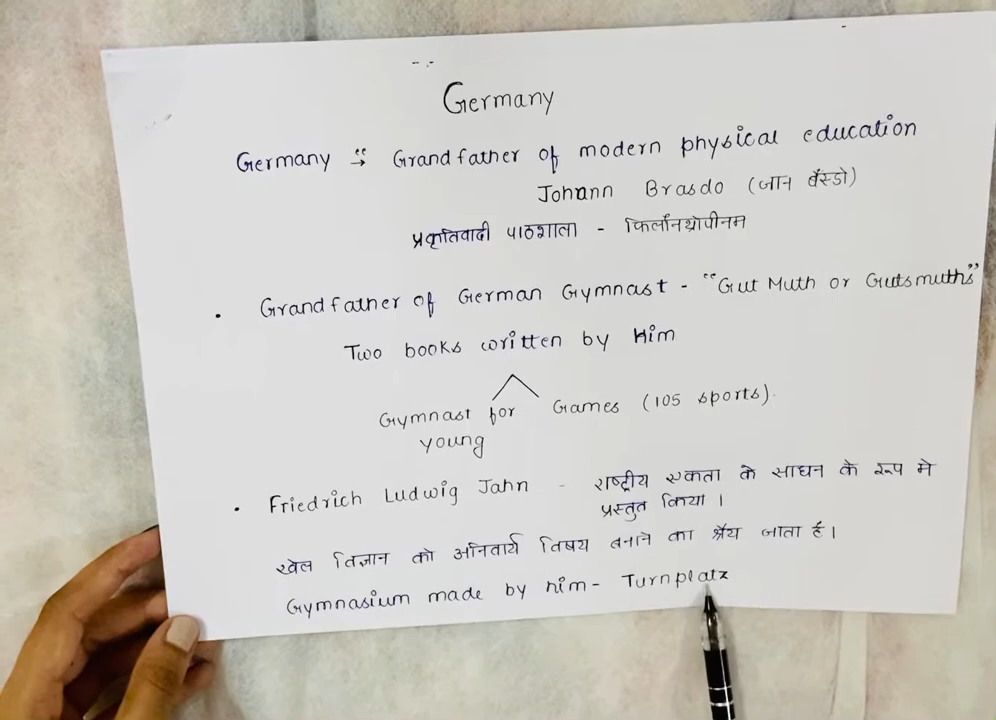 Germany
Germany → Grandfather of modern physical education
Johann Brasdo (जान बैस्डो)
प्रकृतिवादी पाठशाला - फिर्लानथ्रोपीनम
. Grandfather of German Gymnast - "Gut Muth or Gutsmuths"
Two books written by Him
Gymnast for Games (105 sports).
young
. Friedrich Ludwig Jahn - राष्ट्रीय एकता के साधन के रूप मे
प्रस्तुत किया।
खेल विज्ञान को अनिवार्य विषय बनाने का श्रैय जाता है।
Gymnasium made by him - Turnplatz